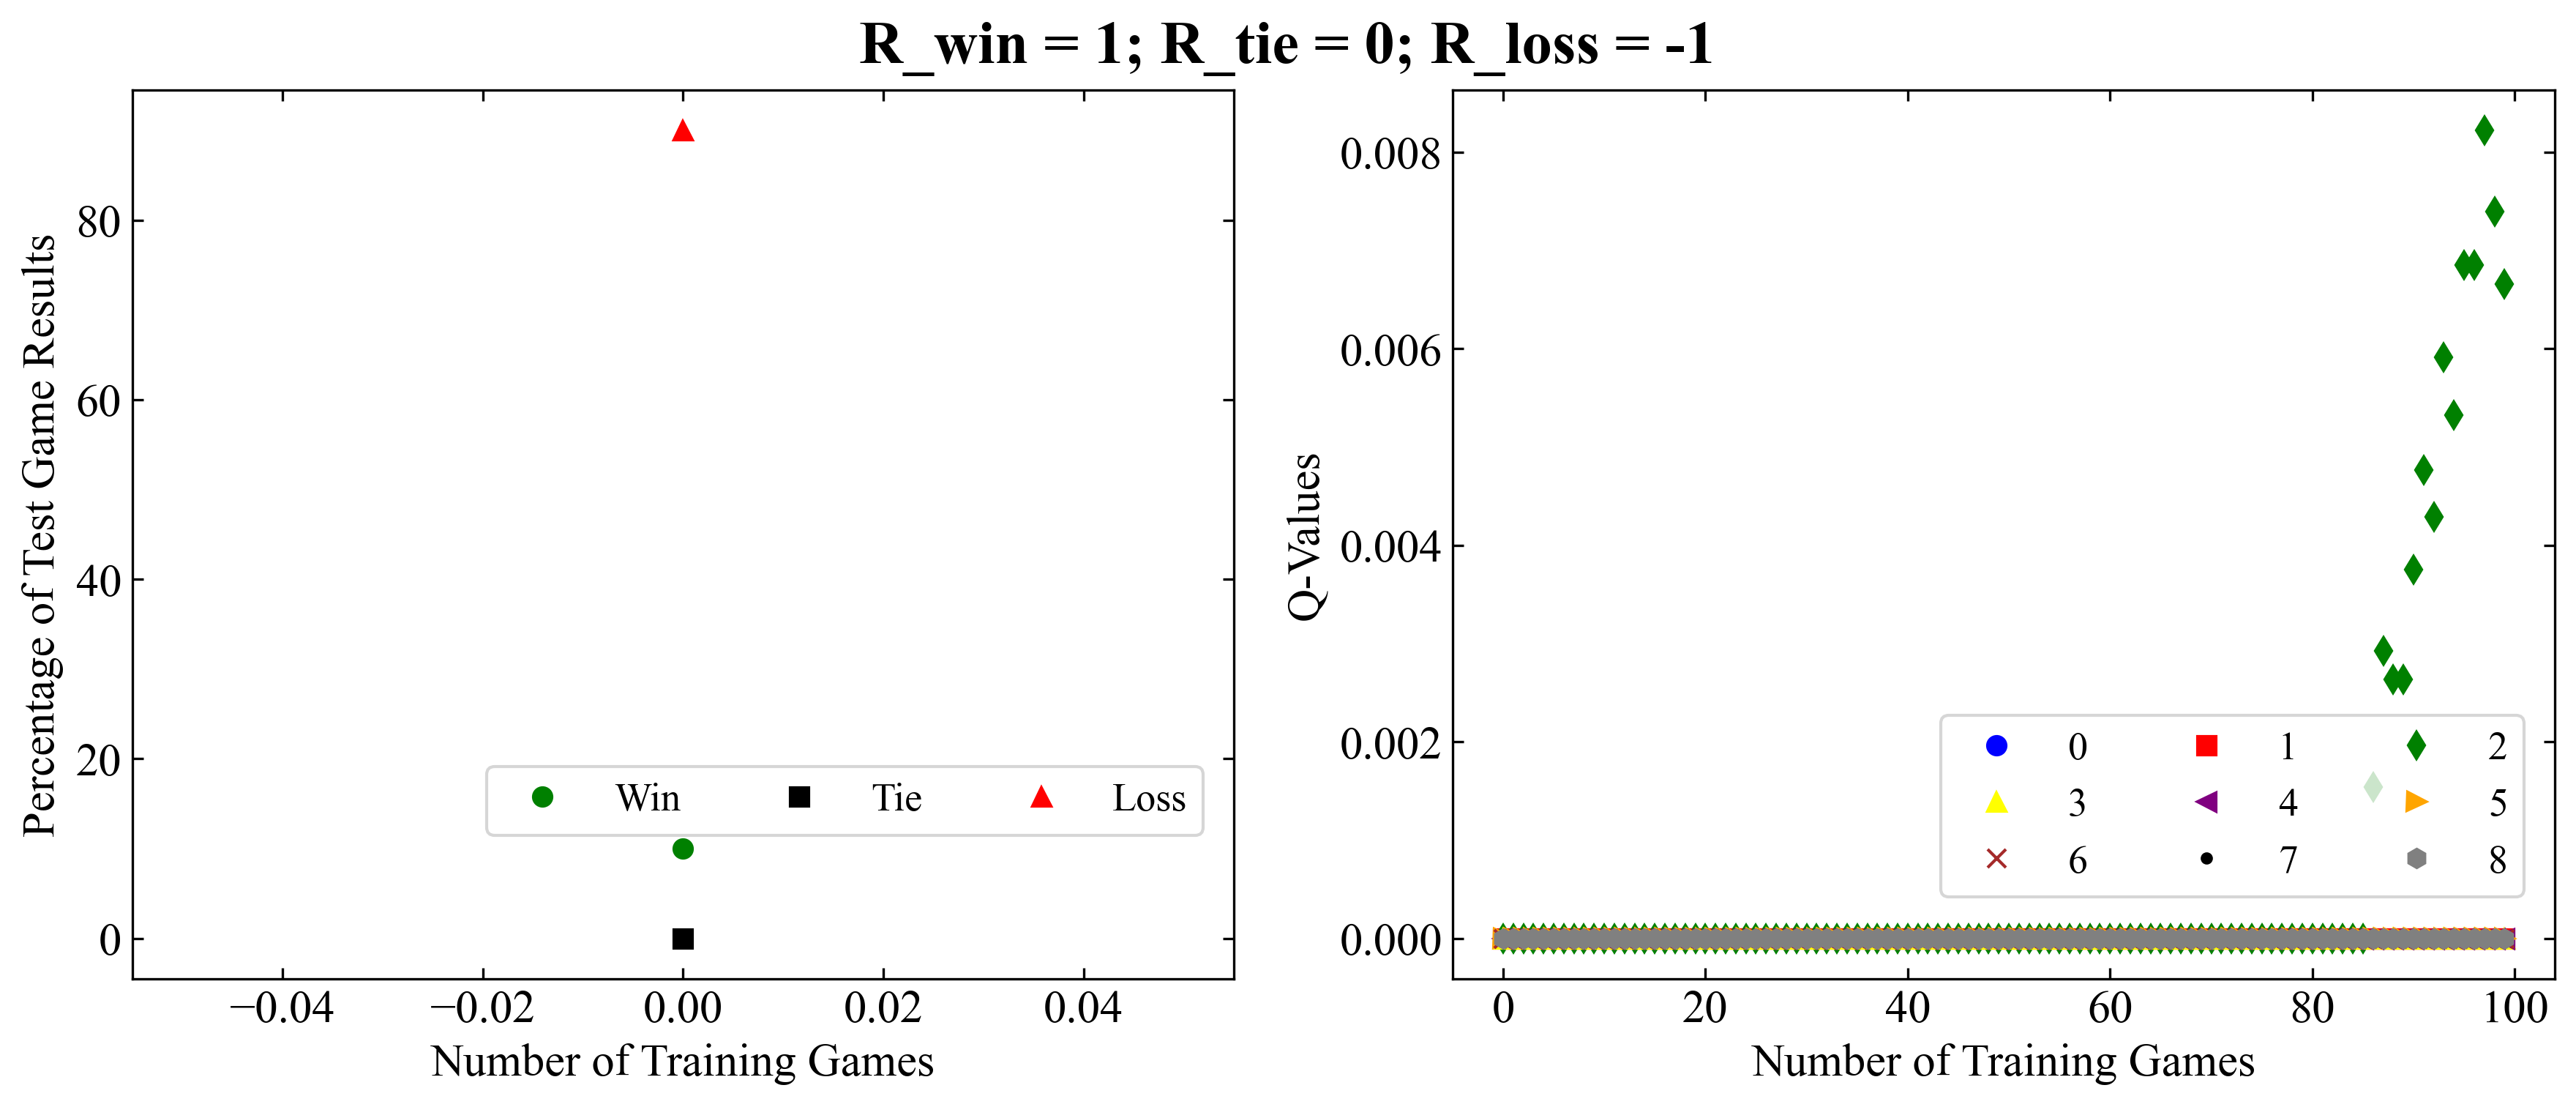 R_win = 1; R_tie = 0; R_loss = -1
Percentage of Test Game Results
80
60
40
20
0
Win Tie Loss
−0.04 −0.02 0.00 0.02 0.04
Number of Training Games
Q-Values
0.008
0.006
0.004
0.002
0.000
0 1 2
3 4 5
6 7 8
0 20 40 60 80 100
Number of Training Games